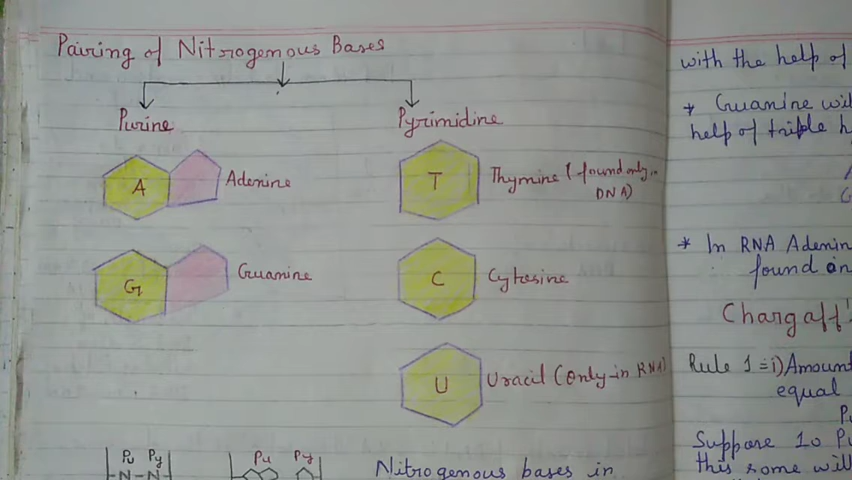 Pairing of Nitrogenous Bases
Purine
Pyrimidine
A
Adenine
G
Guanine
T
Thymine (found only in
DNA)
C
Cytosine
U
Uracil (Only-in RNA)
Pu Py
N-N
Pu Py
Nitrogenous bases in
with the help of
* Guanine wil
help of triple h
* In RNA Adenin
found on
Chargaff'
Rule 1 = i) Amount
equal
Pu
Suppose 10 Pu
this some will